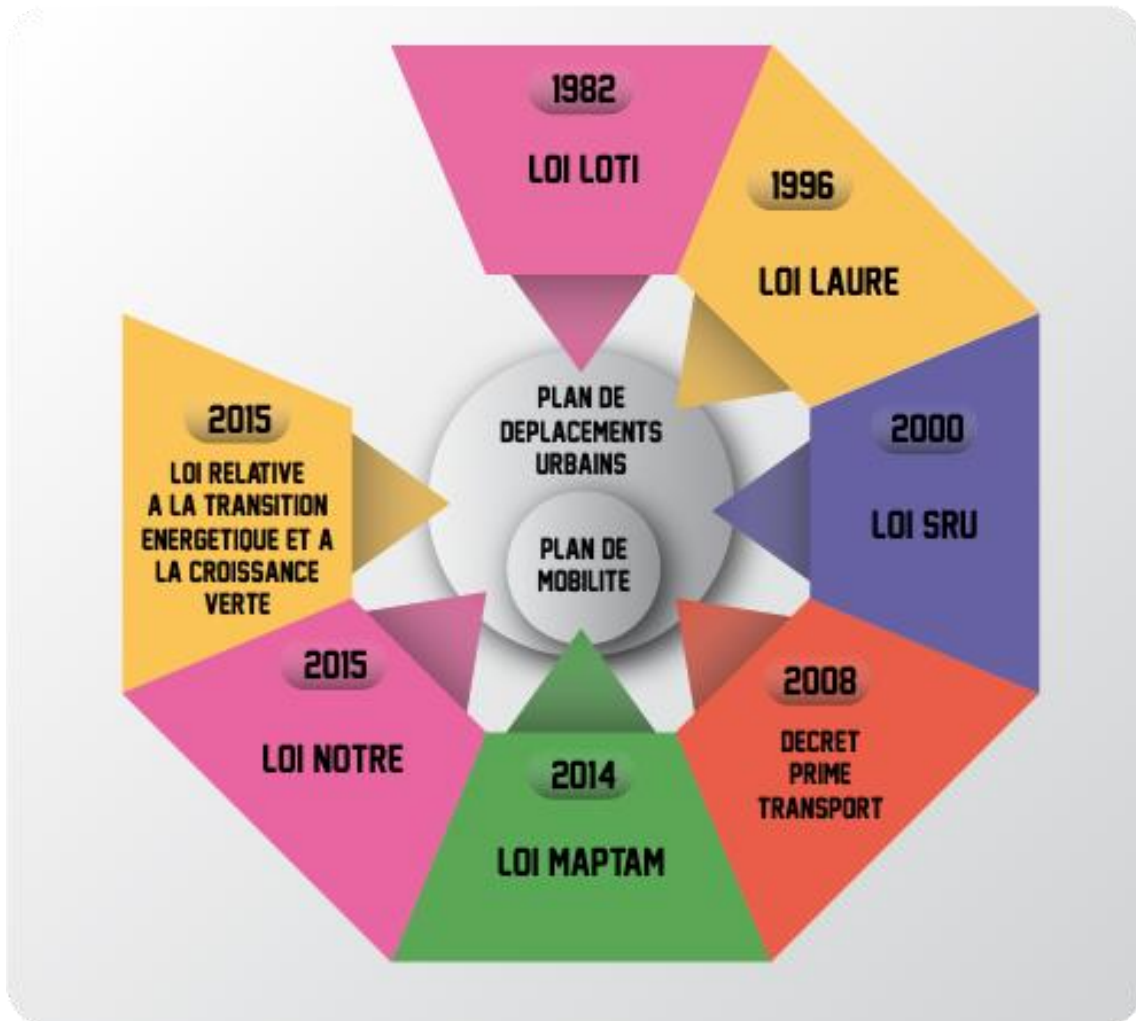 1982
LOI LOTI
1996
LOI LAURE
2000
LOI SRU
2008
DECRET
PRIME
TRANSPORT
2014
LOI MAPTAM
2015
LOI NOTRE
2015
LOI RELATIVE
A LA TRANSITION
ENERGETIQUE ET A
LA CROISSANCE
VERTE
PLAN DE
DEPLACEMENTS
URBAINS
PLAN DE
MOBILITE